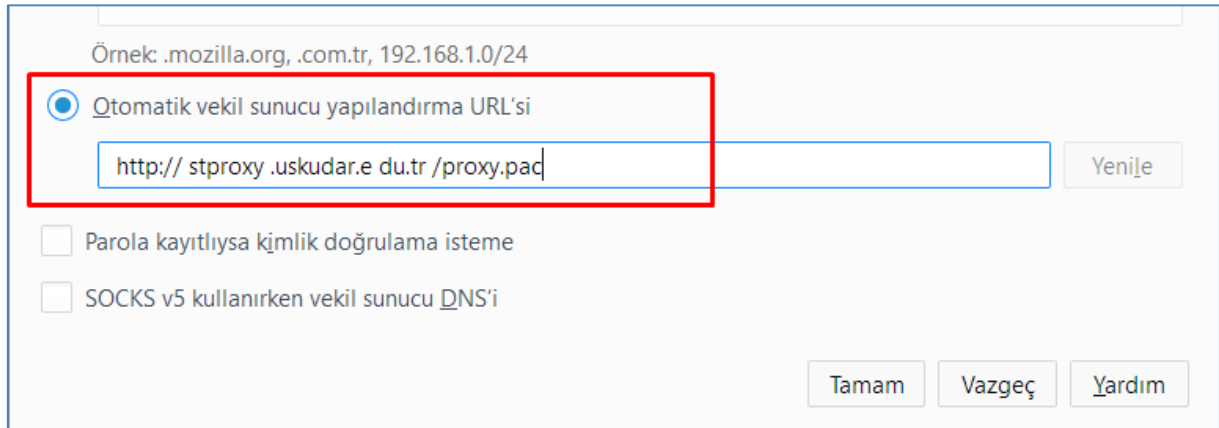 Örnek: .mozilla.org, .com.tr, 192.168.1.0/24
Otomatik vekil sunucu yapılandırma URL'si
http:// stproxy .uskudar.e du.tr /proxy.pac
Yenile
Parola kayıtlıysa kimlik doğrulama isteme
SOCKS v5 kullanırken vekil sunucu DNS'i
Tamam Vazgeç Yardım